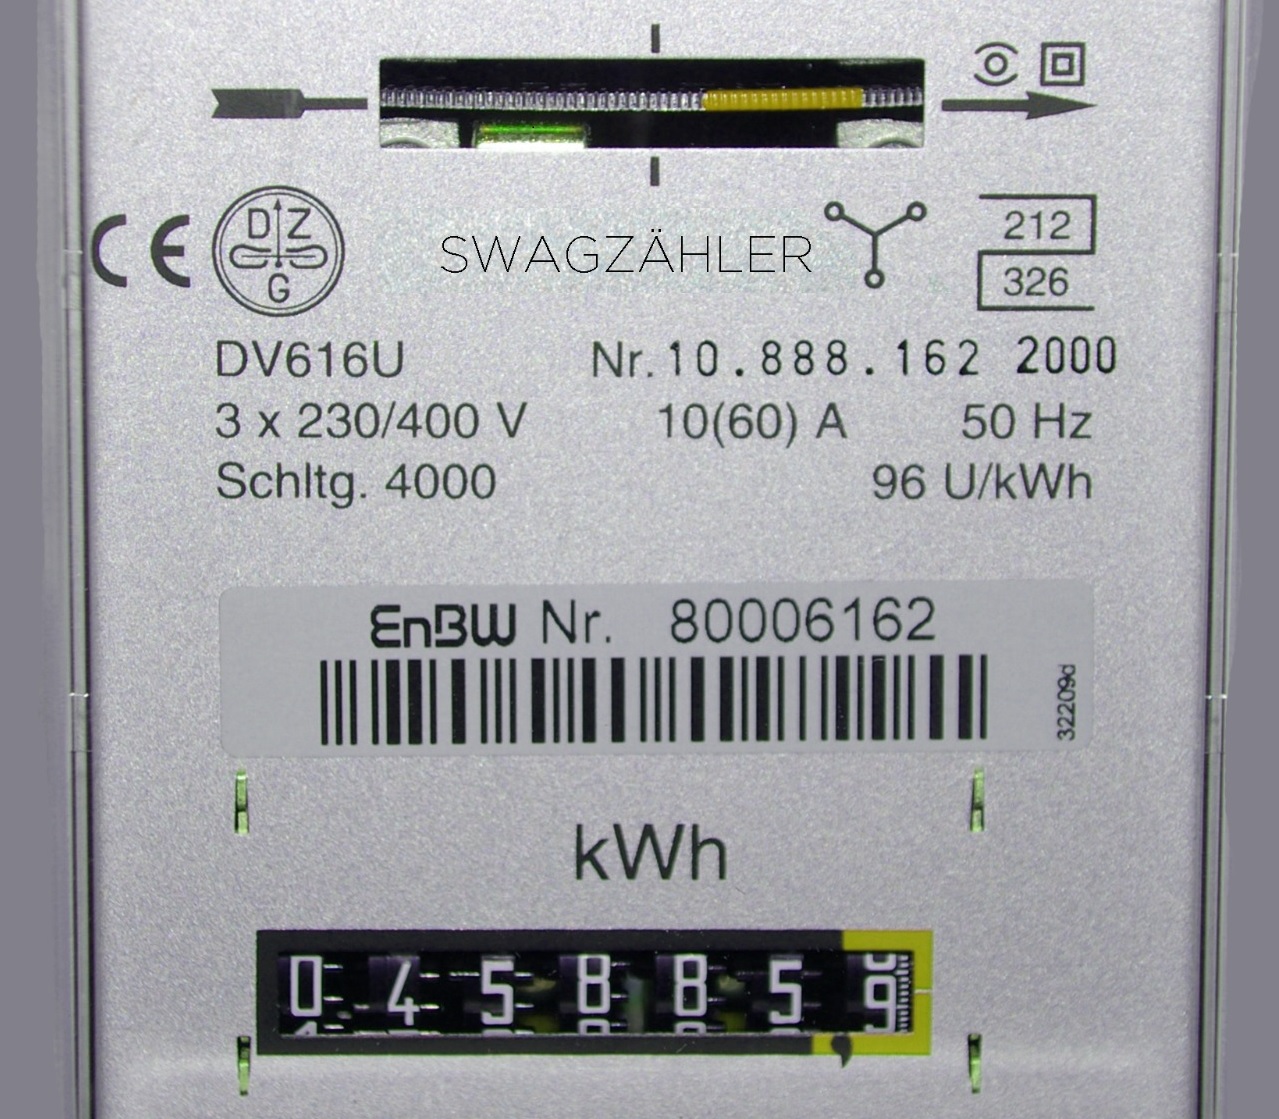 CE
D Z
G
SWAGZÄHLER
212
326
DV616U Nr. 10.888.162 2000
3 x 230/400 V 10(60) A 50 Hz
Schltg. 4000 96 U/kWh
EnBW Nr. 80006162
32209d
kWh
0 4 5 8 8 5 , 9